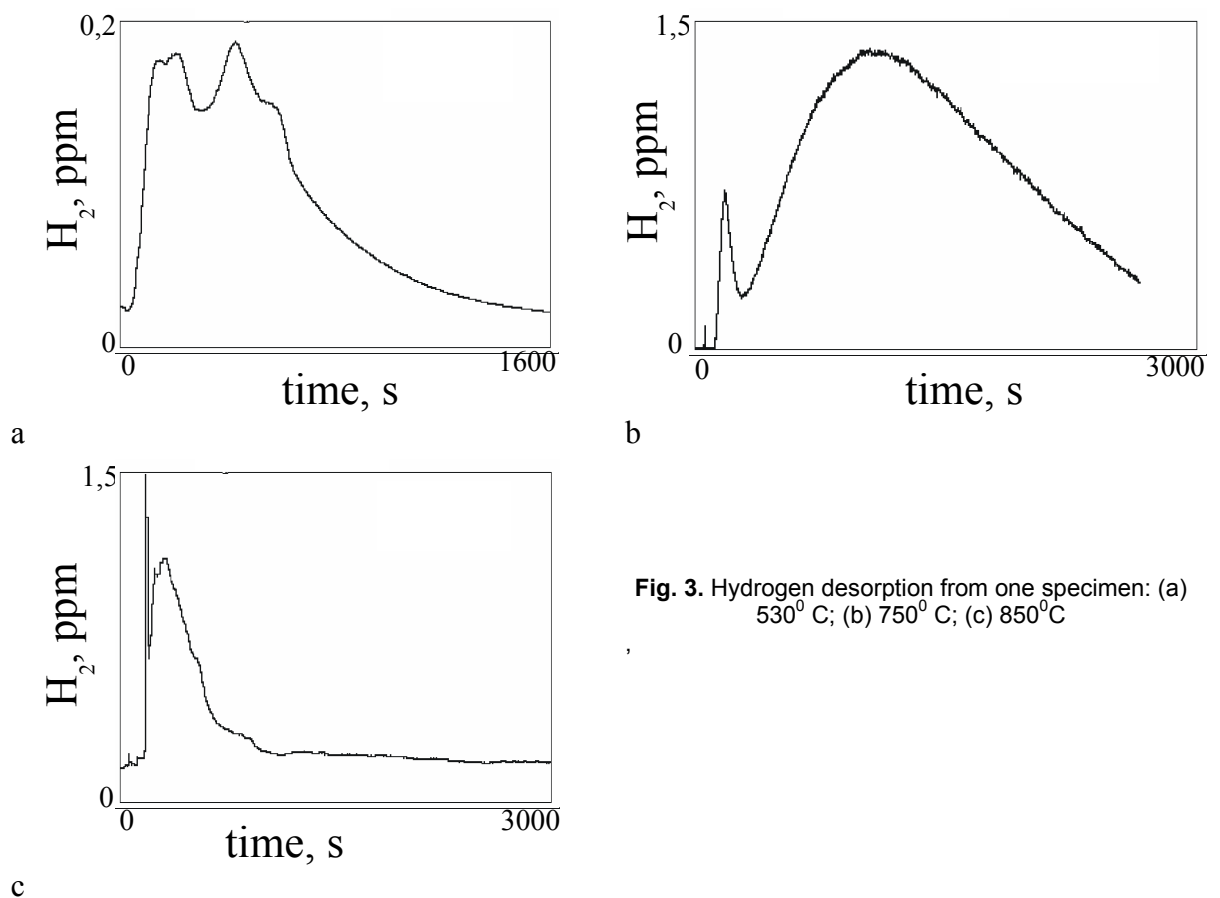 0,2
H₂, ppm
0
0
1600
time, s
a
1,5
H₂, ppm
0
0
3000
time, s
b
1,5
H₂, ppm
0
0
3000
time, s
c
Fig. 3. Hydrogen desorption from one specimen: (a)
530⁰ C; (b) 750⁰ C; (c) 850⁰C
,